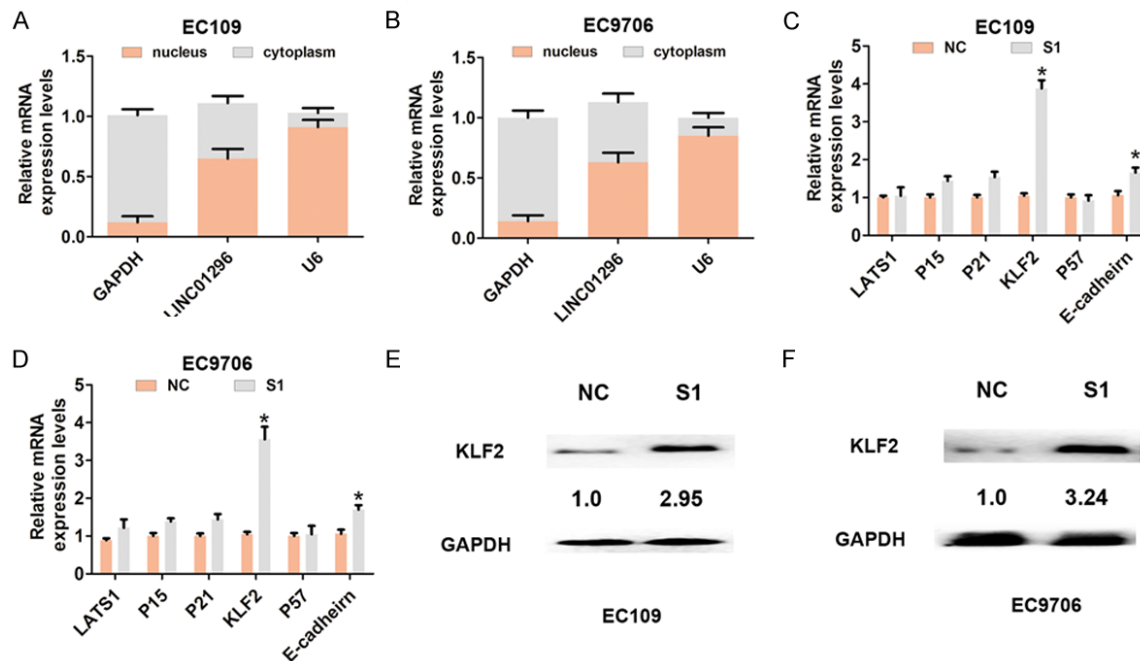 A
EC109
nucleus cytoplasm
Relative mRNA
expression levels
1.5
1.0
0.5
0.0
GAPDH
LINC01296
U6
B
EC9706
nucleus cytoplasm
Relative mRNA
expression levels
1.5
1.0
0.5
0.0
GAPDH
LINC01296
U6
C
EC109
NC S1
Relative mRNA
expression levels
5
4
3
2
1
0
*
*
LATS1
P15
P21
KLF2
P57
E-cadheirn
D
EC9706
NC S1
Relative mRNA
expression levels
5
4
3
2
1
0
*
*
LATS1
P15
P21
KLF2
P57
E-cadheirn
E
NC S1
KLF2
1.0 2.95
GAPDH
EC109
F
NC S1
KLF2
1.0 3.24
GAPDH
EC9706